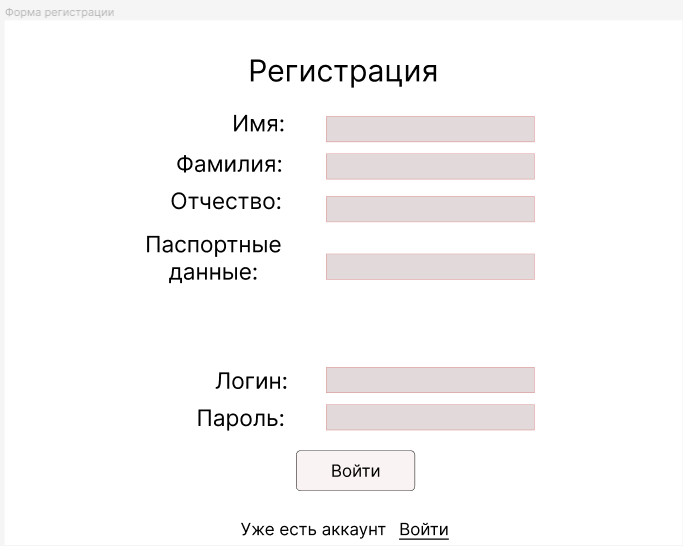 Форма регистрации
Регистрация
Имя:
Фамилия:
Отчество:
Паспортные
данные:
Логин:
Пароль:
Войти
Уже есть аккаунт Войти